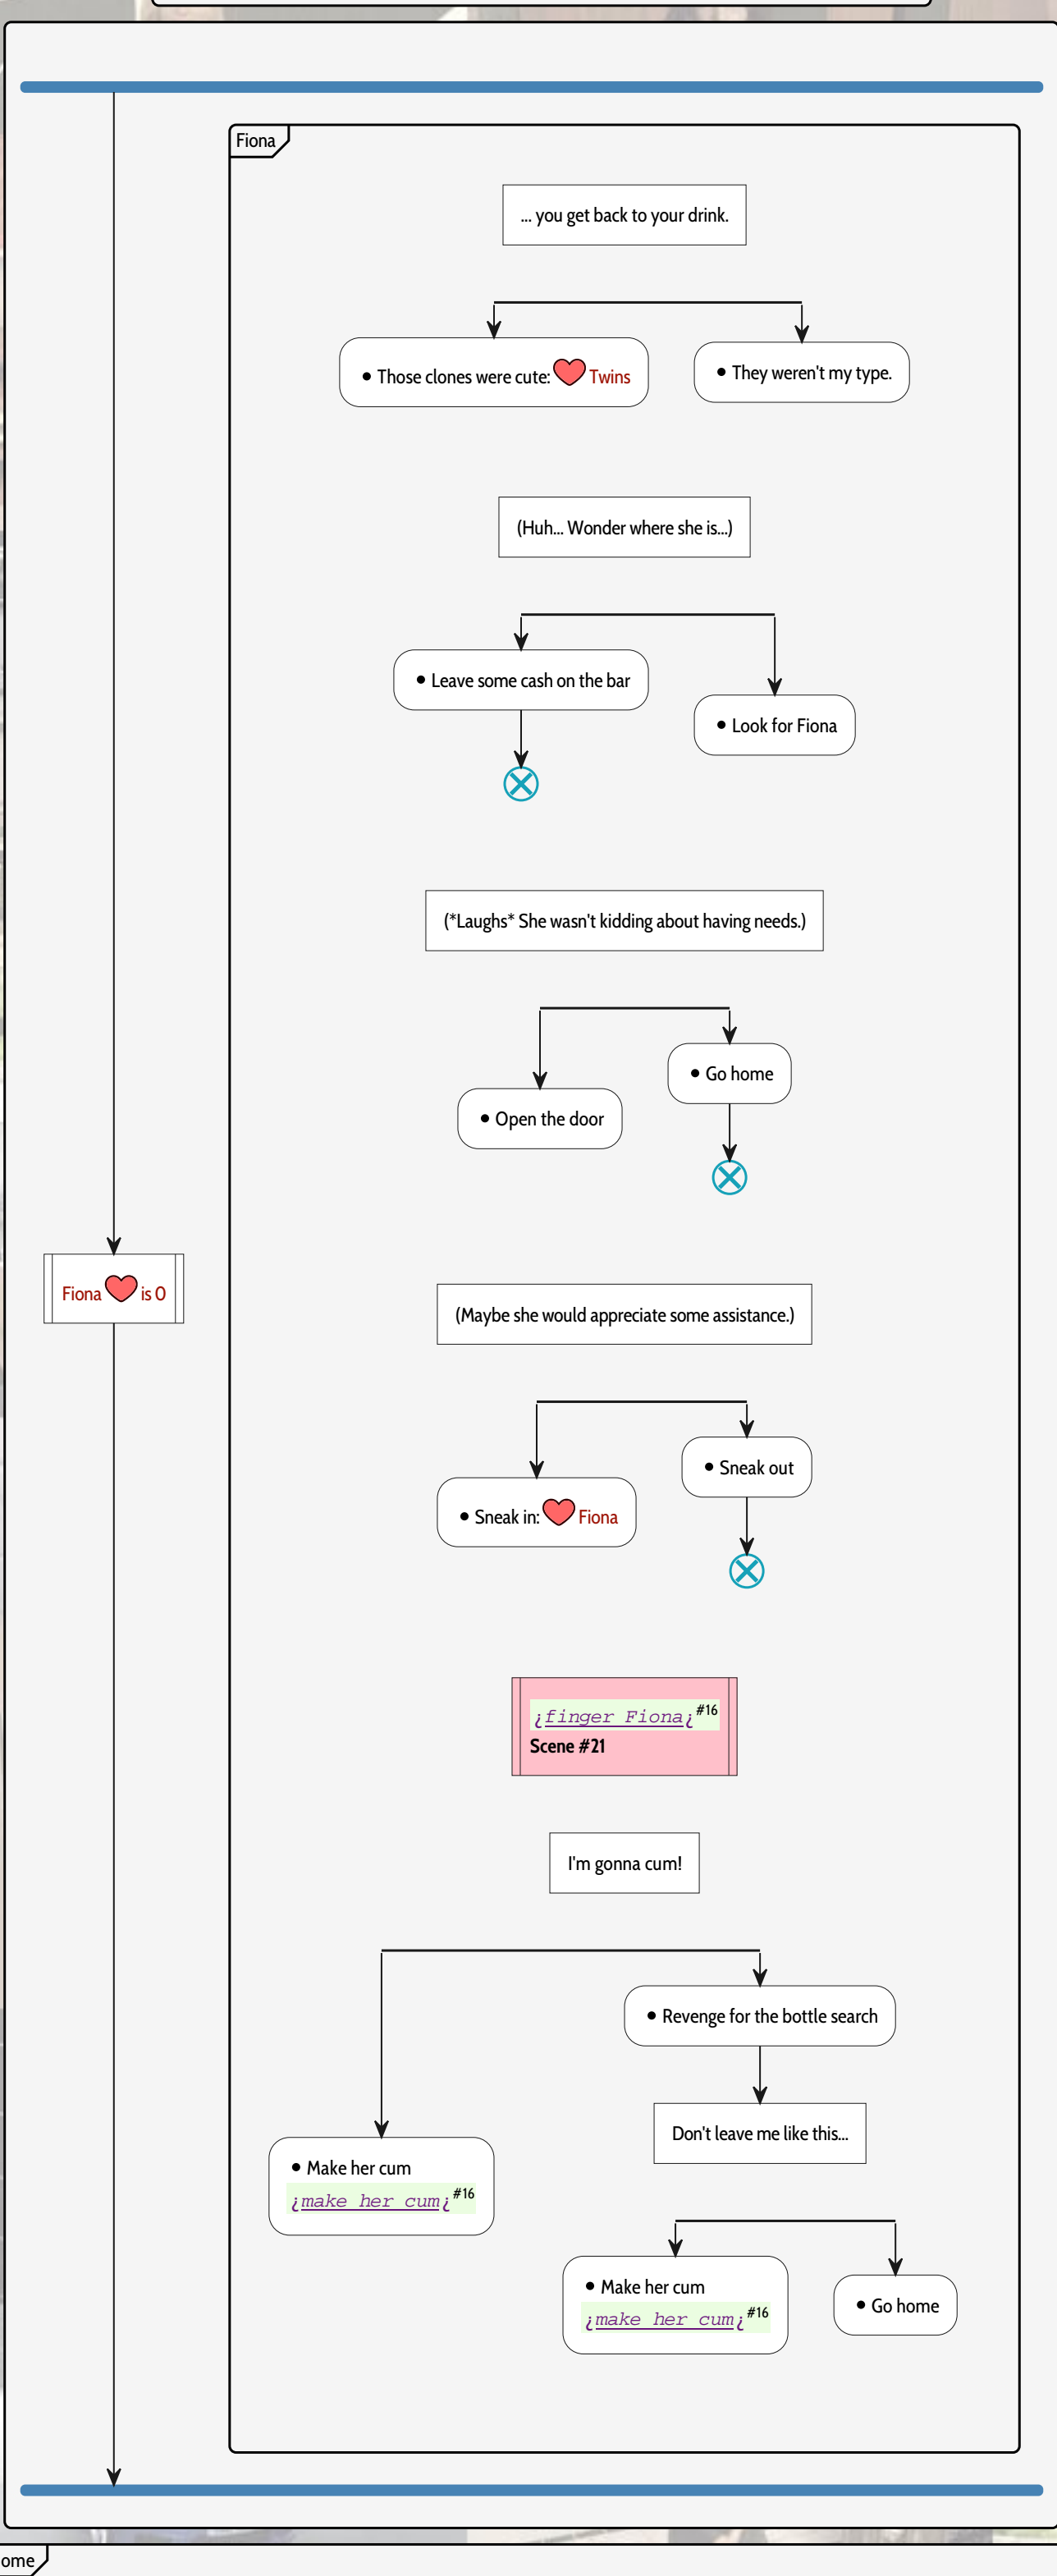 Fiona
... you get back to your drink.
• Those clones were cute: ❤ Twins
• They weren't my type.
(Huh... Wonder where she is...)
• Leave some cash on the bar
• Look for Fiona
(*Laughs* She wasn't kidding about having needs.)
• Go home
• Open the door
Fiona ❤ is 0
(Maybe she would appreciate some assistance.)
• Sneak out
• Sneak in: ❤ Fiona
¿finger Fiona¿#16
Scene #21
I'm gonna cum!
• Revenge for the bottle search
Don't leave me like this...
• Make her cum
¿make her cum¿#16
• Make her cum
¿make her cum¿#16
• Go home
ome